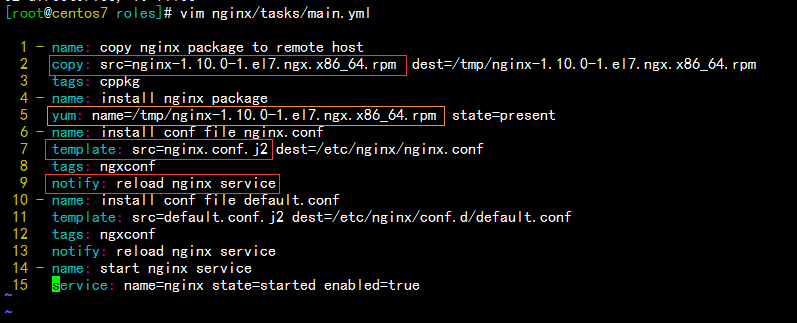 [root@centos7 roles]# vim nginx/tasks/main.yml
1 - name: copy nginx package to remote host
2   copy: src=nginx-1.10.0-1.el7.ngx.x86_64.rpm dest=/tmp/nginx-1.10.0-1.el7.ngx.x86_64.rpm
3   tags: cppkg
4 - name: install nginx package
5   yum: name=/tmp/nginx-1.10.0-1.el7.ngx.x86_64.rpm state=present
6 - name: install conf file nginx.conf
7   template: src=nginx.conf.j2 dest=/etc/nginx/nginx.conf
8   tags: ngxconf
9   notify: reload nginx service
10 - name: install conf file default.conf
11   template: src=default.conf.j2 dest=/etc/nginx/conf.d/default.conf
12   tags: ngxconf
13   notify: reload nginx service
14 - name: start nginx service
15   service: name=nginx state=started enabled=true
~
~